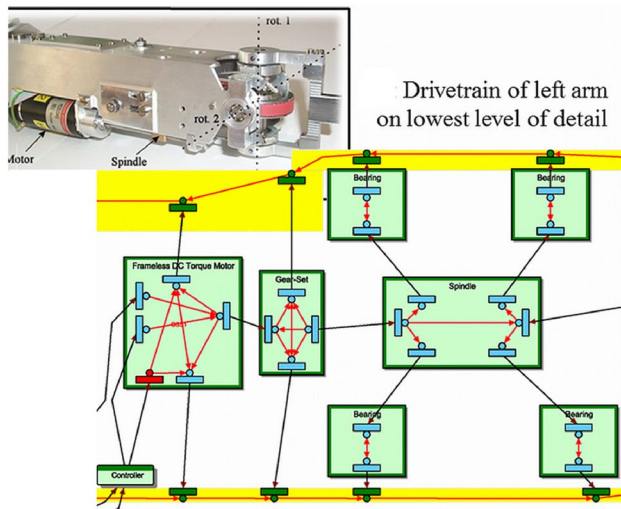 rot. 1
rot. 2
Motor
Spindle
Drivetrain of left arm
on lowest level of detail
Bearing
Bearing
Frameless DC Torque Motor
Gear-Set
Spindle
Bearing
Bearing
Controller